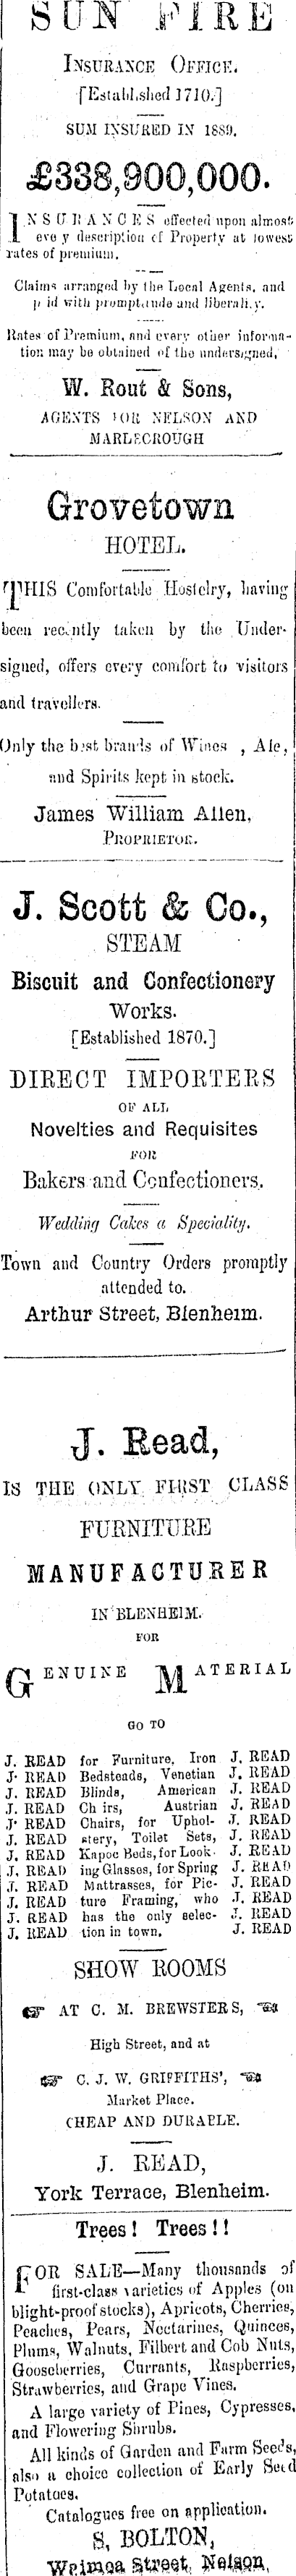 SUN FIRE
INSURANCE OFFICE.
[Established 1710.]
SUM INSURED IN 1889.
£338,900,000.
INSURANCES effected upon almost
eve y description of Property at lowest
rates of premium.
Claims arranged by the Local Agents, and
p id with promptitude and liberality.
Rates of Premium, and every other informa-
tion may be obtained of the undersigned,
W. Rout & Sons,
AGENTS FOR NELSON AND
MARLBOROUGH
Grovetown
HOTEL.
THIS Comfortable Hostelry, having
been recently taken by the Under-
signed, offers every comfort to visitors
and travellers.
Only the best brands of Wines , Ale,
and Spirits kept in stock.
James William Allen,
PROPRIETOR.
J. Scott & Co.,
STEAM
Biscuit and Confectionery
Works.
[Established 1870.]
DIRECT IMPORTERS
OF ALL
Novelties and Requisites
FOR
Bakers and Confectioners.
Wedding Cakes a Speciality.
Town and Country Orders promptly
attended to.
Arthur Street, Blenheim.
J. Read,
IS THE ONLY FIRST CLASS
FURNITURE
MANUFACTURER
IN BLENHEIM.
FOR
GENUINE MATERIAL
GO TO
J. READ for Furniture, Iron J. READ
J. READ Bedsteads, Venetian J. READ
J. READ Blinds, American J. READ
J. READ Ch irs, Austrian J. READ
J. READ Chairs, for Uphol- J. READ
J. READ stery, Toilet Sets, J. READ
J. READ Kapoc Beds, for Look- J. READ
J. READ ing Glasses, for Spring J. READ
J. READ Mattrasses, for Pic- J. READ
J. READ ture Framing, who J. READ
J. READ has the only selec- J. READ
J. READ tion in town. J. READ
SHOW ROOMS
☞ AT C. M. BREWSTERS, ☜
High Street, and at
☞ C. J. W. GRIFFITHS', ☜
Market Place.
CHEAP AND DURABLE.
J. READ,
York Terrace, Blenheim.
Trees! Trees!!
FOR SALE—Many thousands of
first-class varieties of Apples (on
blight-proof stocks), Apricots, Cherries,
Peaches, Pears, Nectarines, Quinces,
Plums, Walnuts, Filbert and Cob Nuts,
Gooseberries, Currants, Raspberries,
Strawberries, and Grape Vines.
A large variety of Pines, Cypresses,
and Flowering Shrubs.
All kinds of Garden and Farm Seeds,
also a choice collection of Early Seed
Potatoes.
Catalogues free on application.
S. BOLTON,
Waimea Street, Nelson.